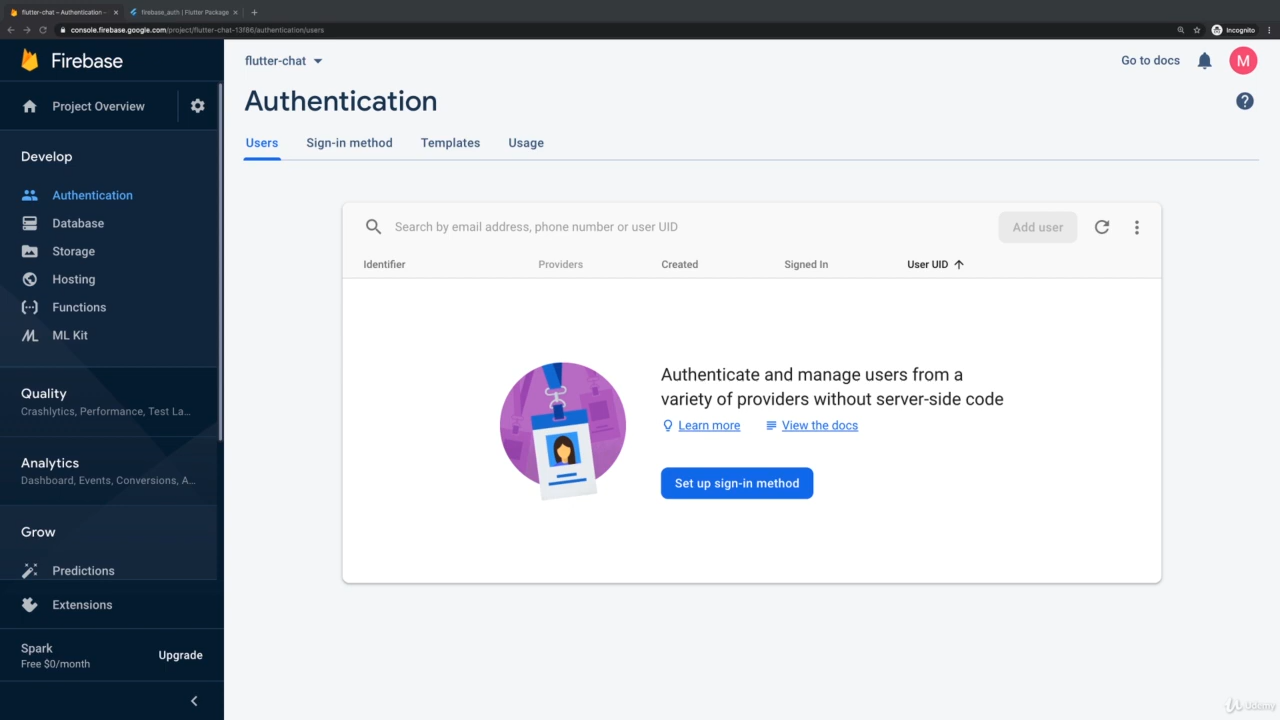 flutter-chat – Authentication –
firebase_auth | Flutter Package
console.firebase.google.com/project/flutter-chat-13f86/authentication/users
Incognito
Firebase
flutter-chat
Go to docs
M
Project Overview
Authentication
?
Users
Sign-in method
Templates
Usage
Develop
Authentication
Database
Storage
Hosting
Functions
ML Kit
Quality
Crashlytics, Performance, Test La...
Analytics
Dashboard, Events, Conversions, A...
Grow
Predictions
Extensions
Spark
Free $0/month
Upgrade
Search by email address, phone number or user UID
Add user
Identifier
Providers
Created
Signed In
User UID
Authenticate and manage users from a
variety of providers without server-side code
Learn more
View the docs
Set up sign-in method
Udemy